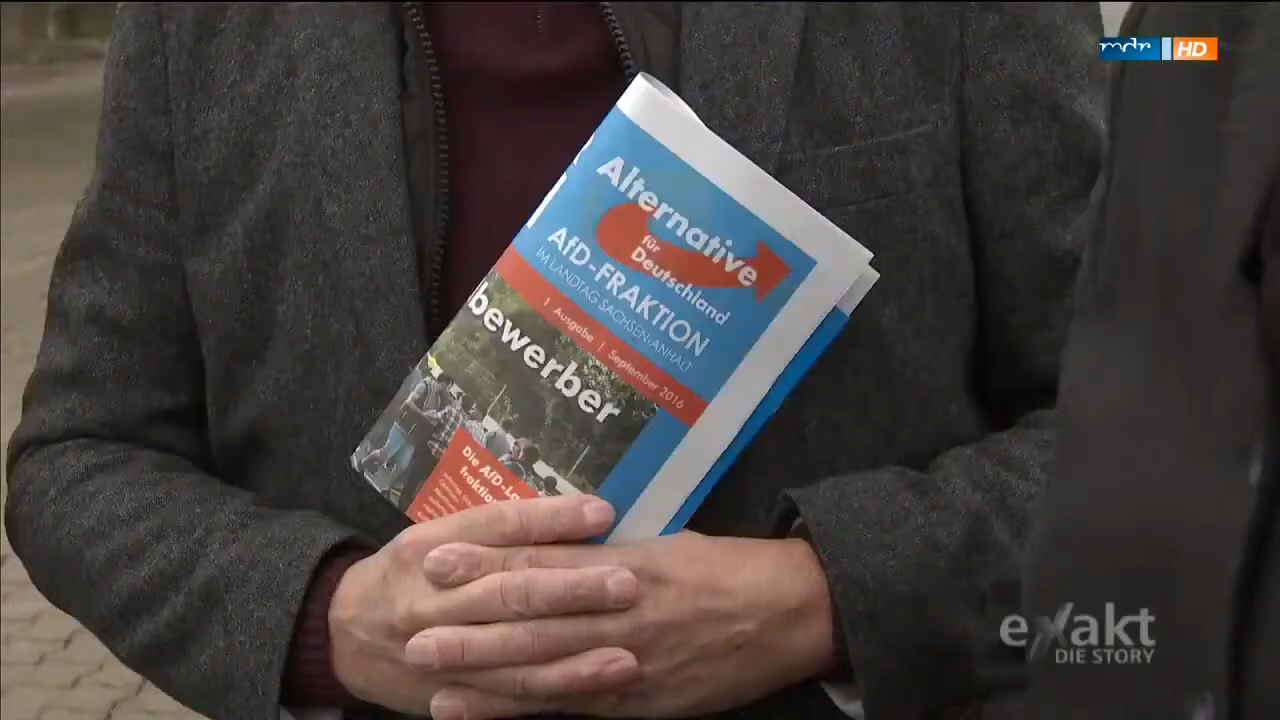 mdr HD
Alternative
für
Deutschland
AfD-FRAKTION
IM LANDTAG SACHSEN-ANHALT
1. Ausgabe | September 2016
bewerber
Die AfD-La
fraktion
exakt
DIE STORY